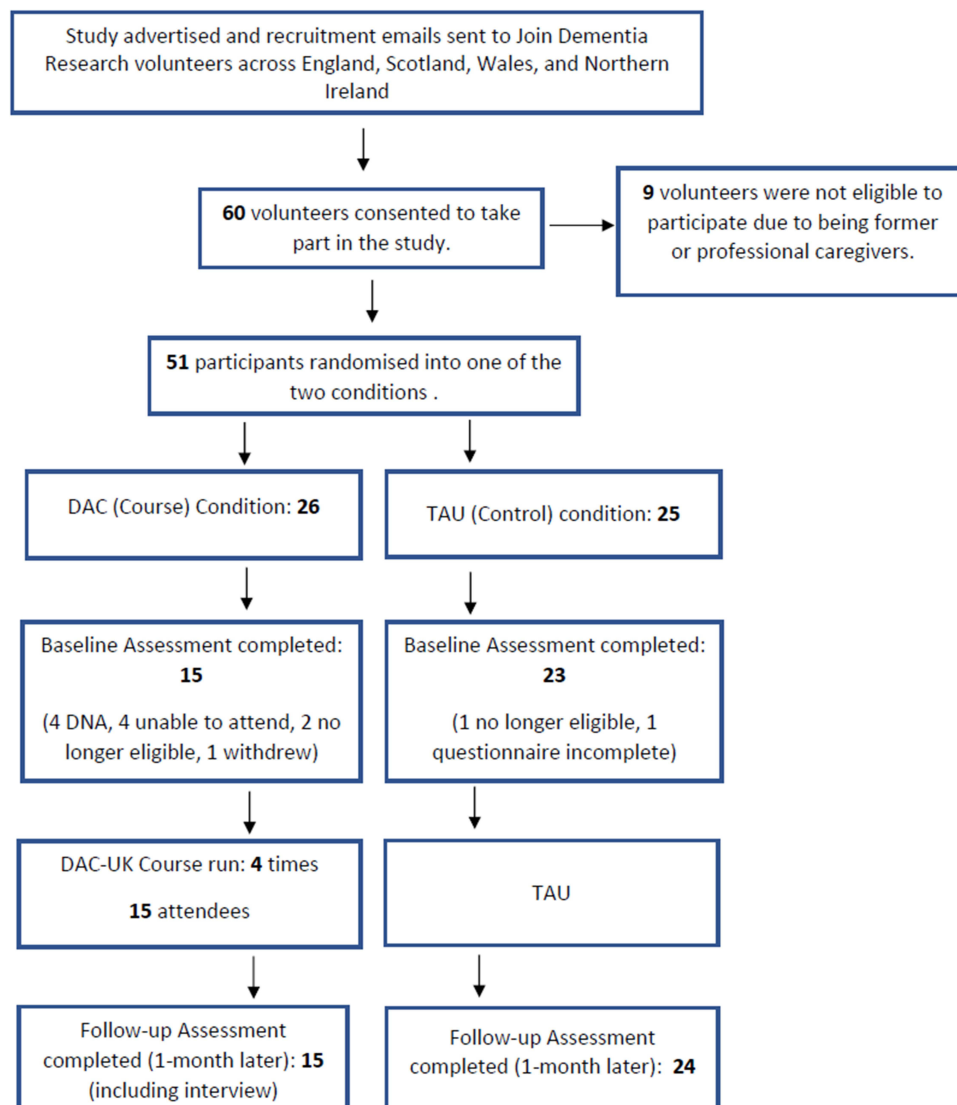 Study advertised and recruitment emails sent to Join Dementia
Research volunteers across England, Scotland, Wales, and Northern
Ireland
60 volunteers consented to take
part in the study.
9 volunteers were not eligible to
participate due to being former
or professional caregivers.
51 participants randomised into one of the
two conditions .
DAC (Course) Condition: 26
TAU (Control) condition: 25
Baseline Assessment completed:
15
(4 DNA, 4 unable to attend, 2 no
longer eligible, 1 withdrew)
Baseline Assessment completed:
23
(1 no longer eligible, 1
questionnaire incomplete)
DAC-UK Course run: 4 times
15 attendees
TAU
Follow-up Assessment
completed (1-month later): 15
(including interview)
Follow-up Assessment
completed (1-month later): 24